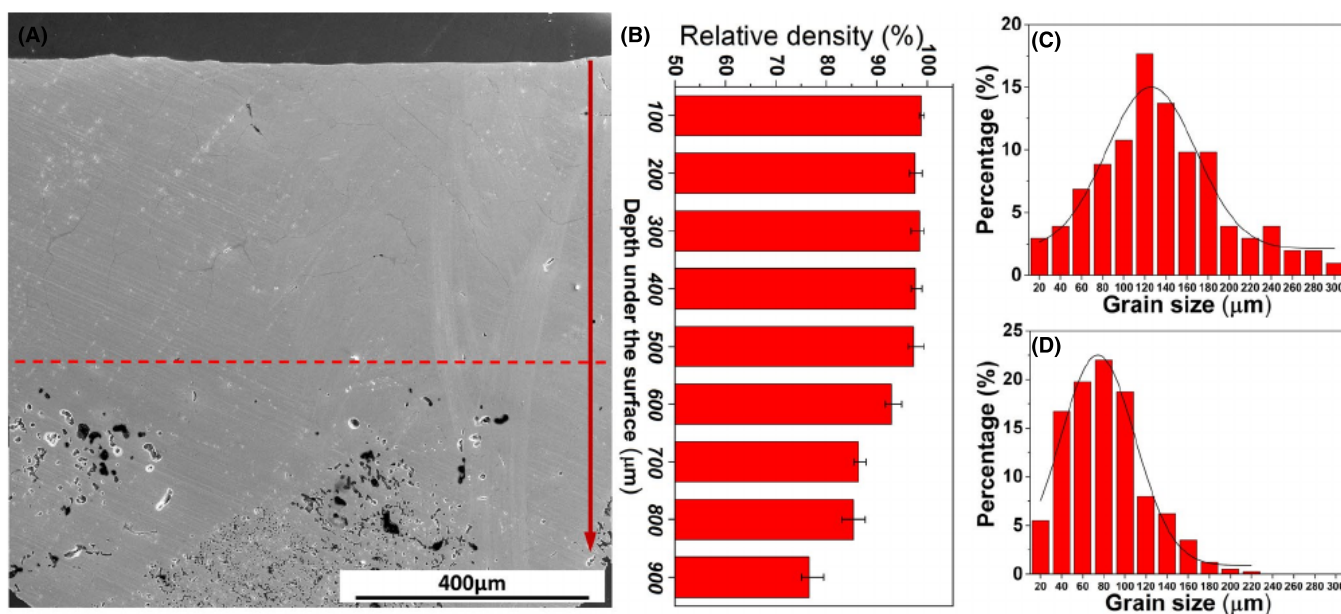 (A)
400μm
(B)
Relative density (%)
50 60 70 80 90 100
100
200
300
400
500
600
700
800
900
Depth under the surface (μm)
(C)
Percentage (%)
20
15
10
5
0
20 40 60 80 100 120 140 160 180 200 220 240 260 280 300
Grain size (μm)
(D)
Percentage (%)
25
20
15
10
5
0
20 40 60 80 100 120 140 160 180 200 220 240 260 280 300
Grain size (μm)